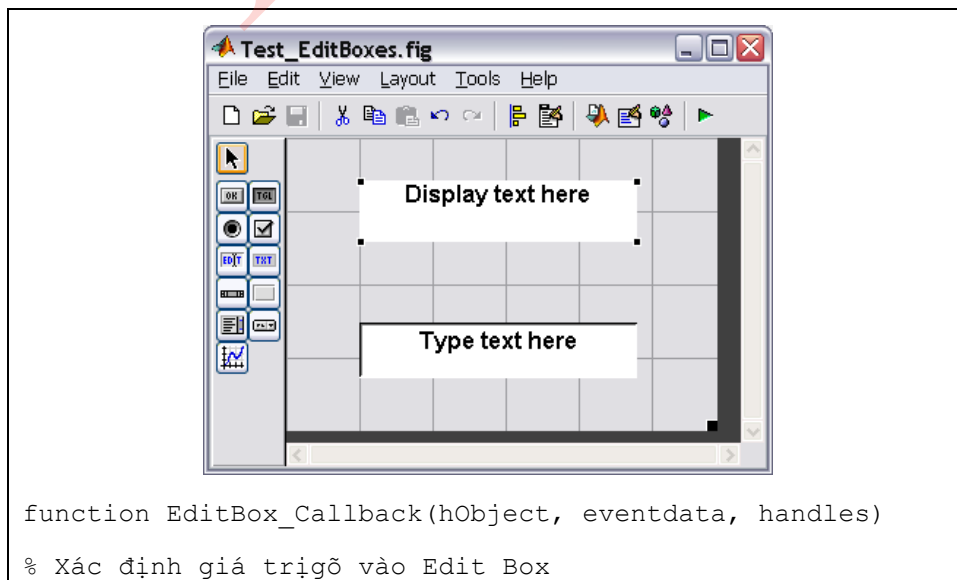 Test_EditBoxes.fig
File Edit View Layout Tools Help
OK TGL
EDIT TXT
Display text here
Type text here
function EditBox_Callback(hObject, eventdata, handles)
% Xác định giá trịgõ vào Edit Box